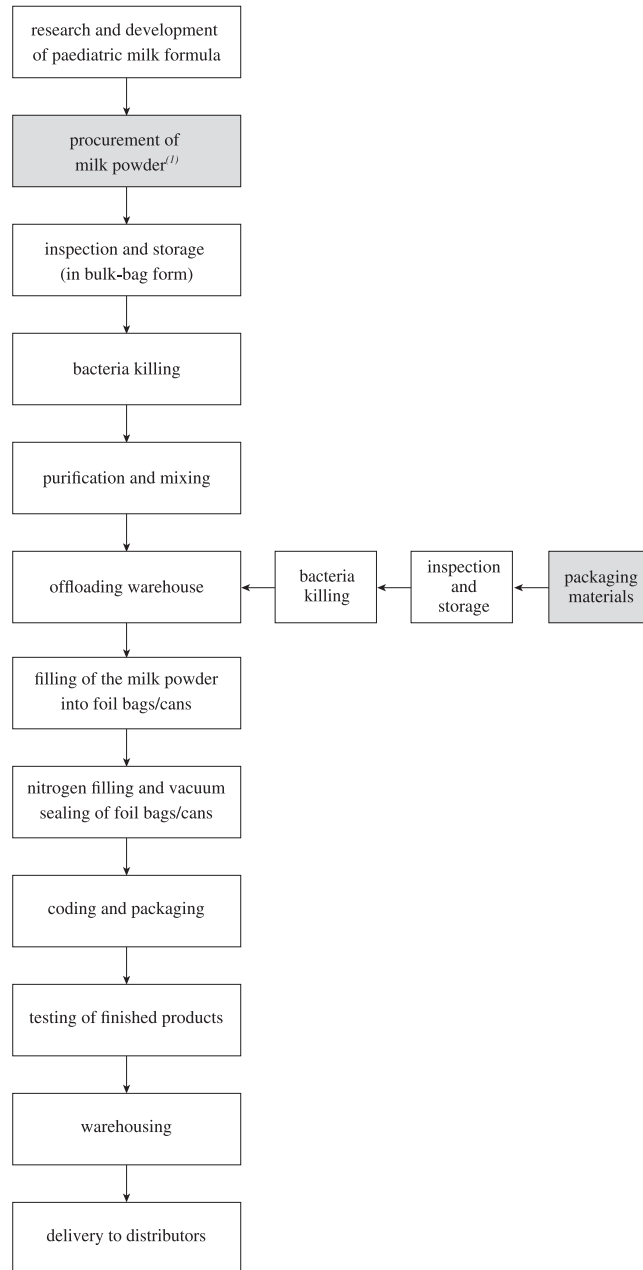 research and development
of paediatric milk formula
procurement of
milk powder(1)
inspection and storage
(in bulk-bag form)
bacteria killing
purification and mixing
offloading warehouse
bacteria
killing
inspection
and
storage
packaging
materials
filling of the milk powder
into foil bags/cans
nitrogen filling and vacuum
sealing of foil bags/cans
coding and packaging
testing of finished products
warehousing
delivery to distributors